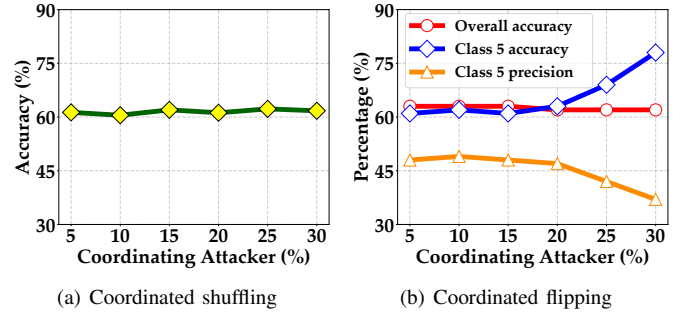 90
75
60
45
30
Accuracy (%)
5 10 15 20 25 30
Coordinating Attacker (%)
(a) Coordinated shuffling
90
75
60
45
30
Percentage (%)
Overall accuracy
Class 5 accuracy
Class 5 precision
5 10 15 20 25 30
Coordinating Attacker (%)
(b) Coordinated flipping